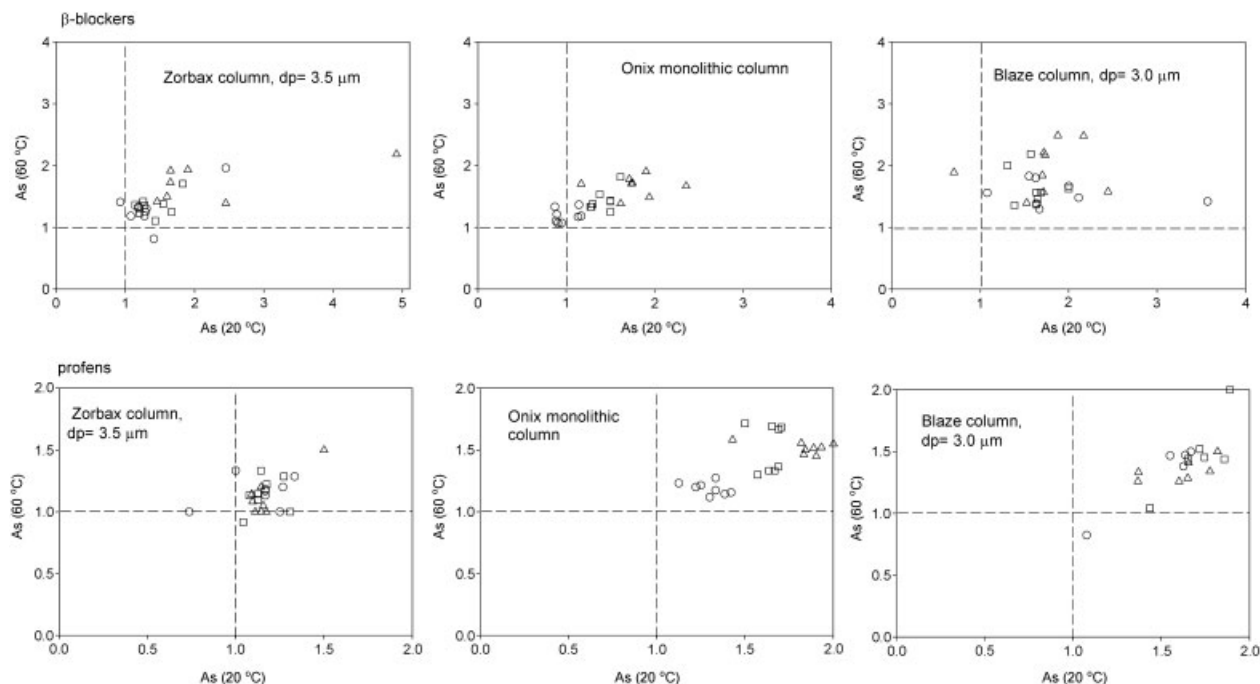 β-blockers
Zorbax column, dp= 3.5 μm
As (60 °C)
4
3
2
1
0
0
1
2
3
4
5
As (20 °C)
Onix monolithic column
As (60 °C)
4
3
2
1
0
0
1
2
3
4
As (20 °C)
Blaze column, dp= 3.0 μm
As (60 °C)
4
3
2
1
0
0
1
2
3
4
As (20 °C)
profens
Zorbax column,
dp= 3.5 μm
As (60 °C)
2.0
1.5
1.0
0.5
0.0
0.0
0.5
1.0
1.5
2.0
As (20 °C)
Onix monolithic
column
As (60 °C)
2.0
1.5
1.0
0.5
0.0
0.0
0.5
1.0
1.5
2.0
As (20 °C)
Blaze column,
dp= 3.0 μm
As (60 °C)
2.0
1.5
1.0
0.5
0.0
0.0
0.5
1.0
1.5
2.0
As (20 °C)